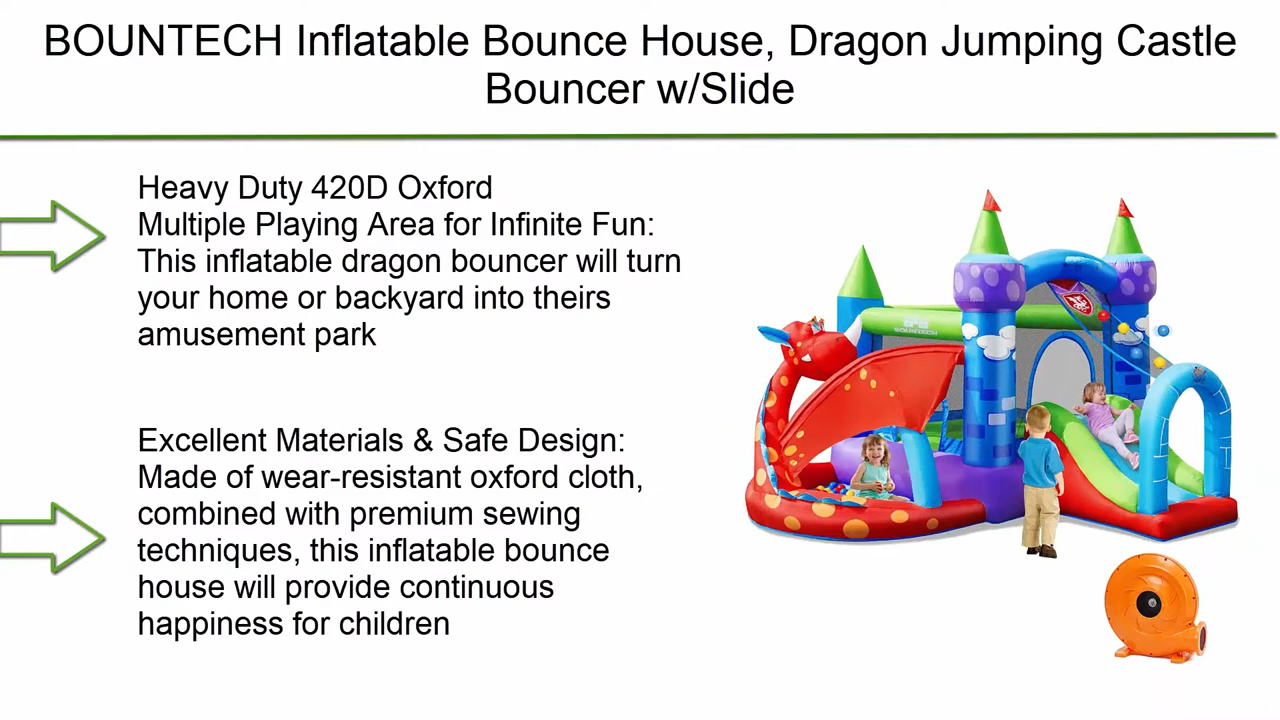 BOUNTECH Inflatable Bounce House, Dragon Jumping Castle
Bouncer w/Slide
Heavy Duty 420D Oxford
Multiple Playing Area for Infinite Fun:
This inflatable dragon bouncer will turn
your home or backyard into theirs
amusement park
Excellent Materials & Safe Design:
Made of wear-resistant oxford cloth,
combined with premium sewing
techniques, this inflatable bounce
house will provide continuous
happiness for children
BOUNTECH